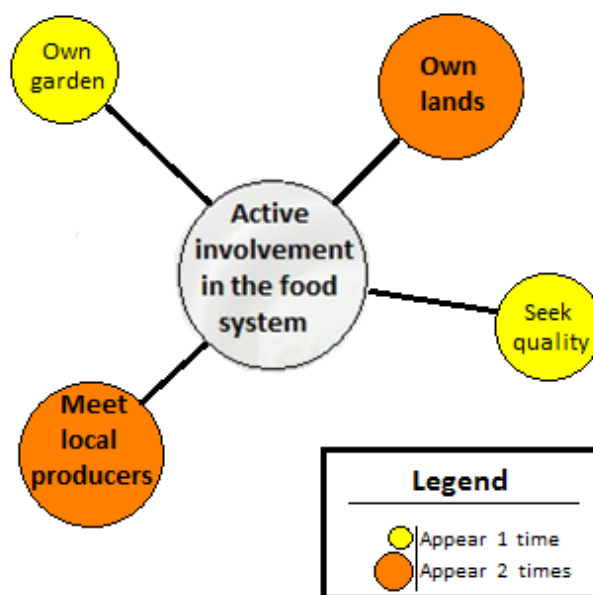 Own
garden
Own
lands
Active
involvement
in the food
system
Seek
quality
Meet
local
producers
Legend
Appear 1 time
Appear 2 times